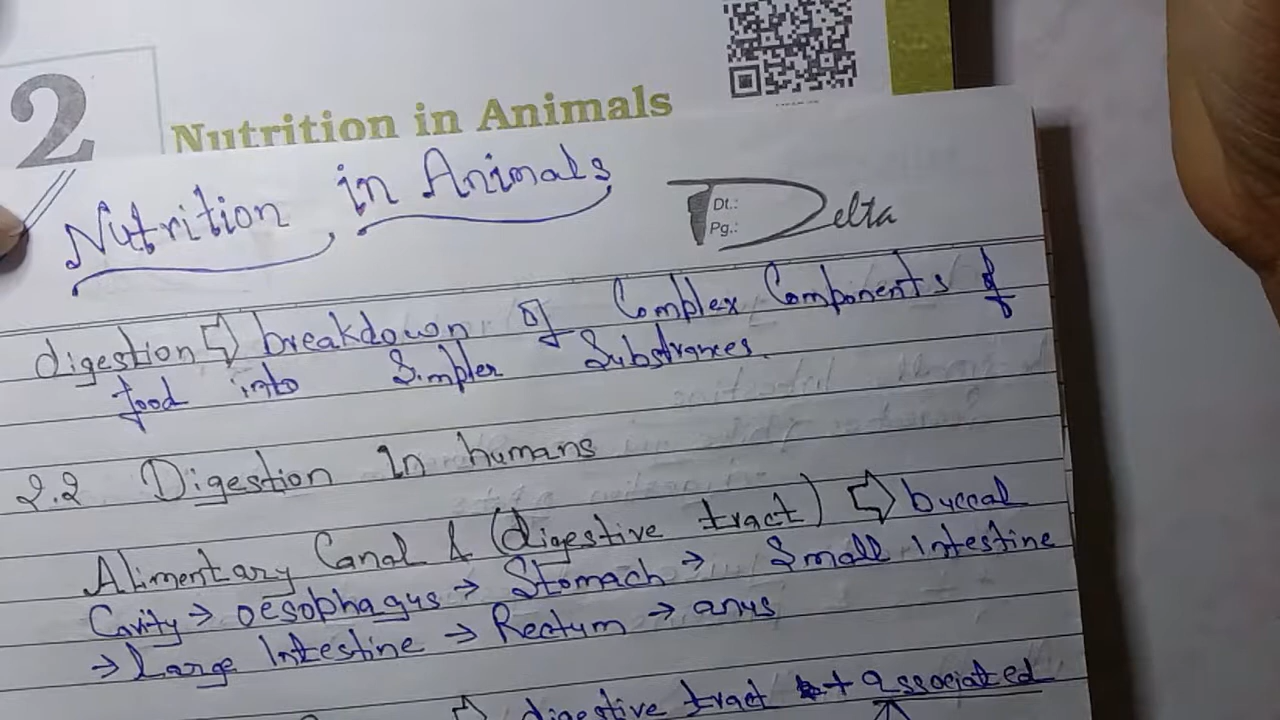 2
Nutrition in Animals
Nutrition in Animals
Dt.:
Pg.:
Delta
digestion ⇨ breakdown of Complex Components of
food into Simpler Substances.
2.2 Digestion In humans
Alimentary Canal & (digestive tract) ⇨ buccal
Cavity → oesophagus → Stomach → Small Intestine
→ Large Intestine → Rectum → anus
⇨ digestive tract + associated